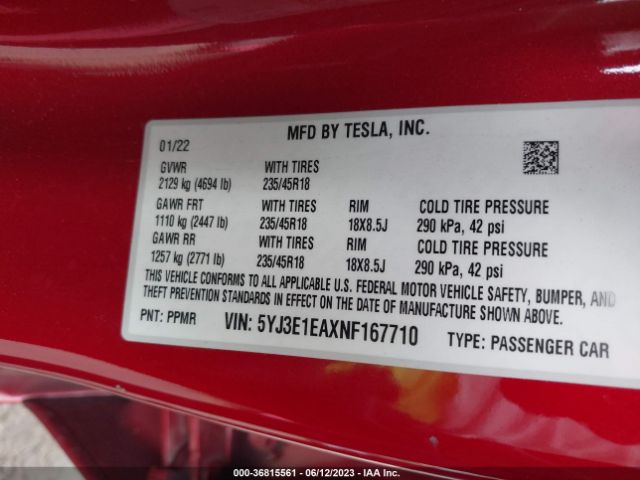 MFD BY TESLA, INC.
01/22
GVWR WITH TIRES
2129 kg (4694 lb) 235/45R18
GAWR FRT WITH TIRES RIM COLD TIRE PRESSURE
1110 kg (2447 lb) 235/45R18 18X8.5J 290 kPa, 42 psi
GAWR RR WITH TIRES RIM COLD TIRE PRESSURE
1257 kg (2771 lb) 235/45R18 18X8.5J 290 kPa, 42 psi
THIS VEHICLE CONFORMS TO ALL APPLICABLE U.S. FEDERAL MOTOR VEHICLE SAFETY, BUMPER, AND
THEFT PREVENTION STANDARDS IN EFFECT ON THE DATE OF MANUFACTURE SHOWN ABOVE.
PNT: PPMR VIN: 5YJ3E1EAXNF167710 TYPE: PASSENGER CAR
000-36815561 - 06/12/2023 - IAA Inc.